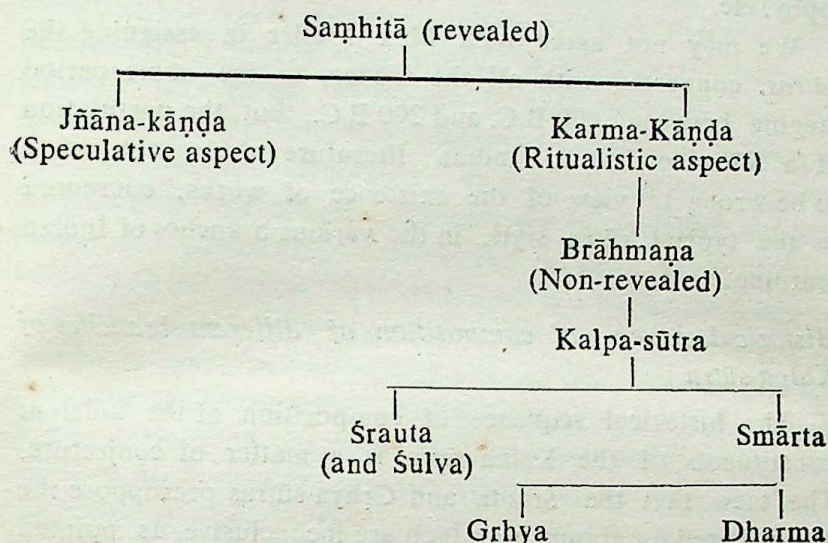 Saṃhitā (revealed)
Jñāna-kāṇḍa Karma-Kāṇḍa
(Speculative aspect) (Ritualistic aspect)
Brāhmaṇa
(Non-revealed)
Kalpa-sūtra
Śrauta Smārta
(and Śulva)
Gṛhya Dharma